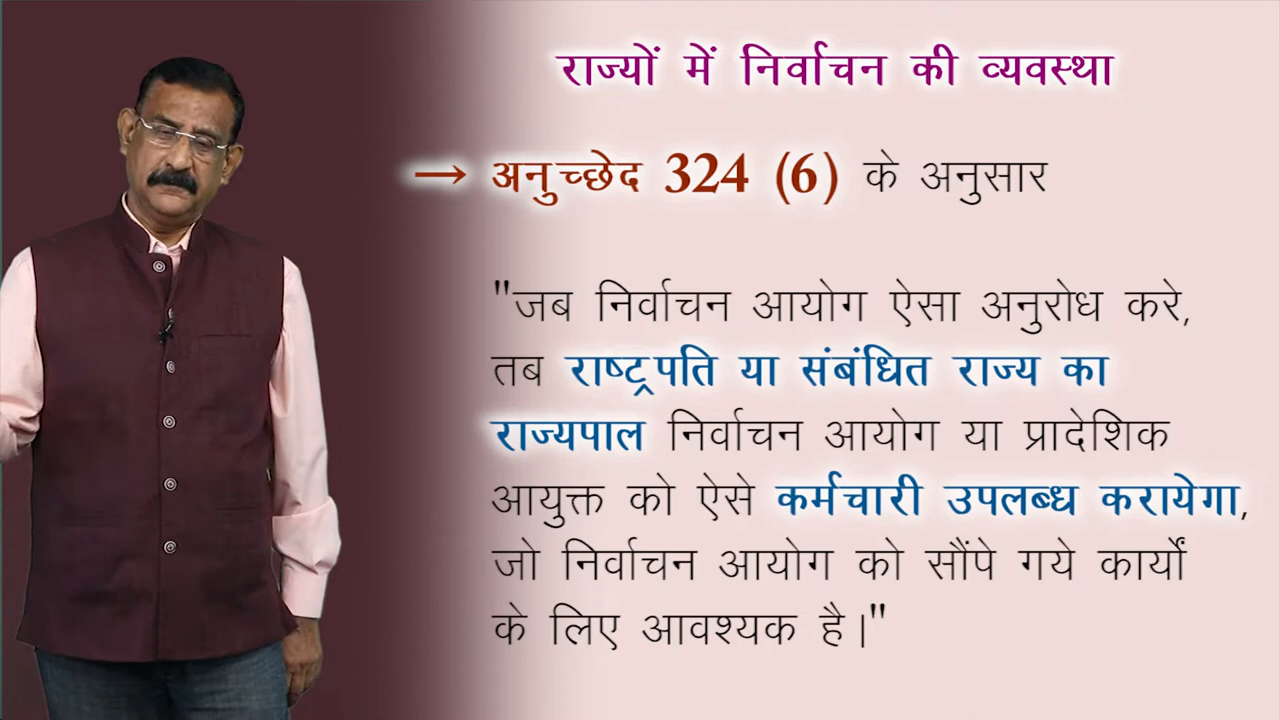 राज्यों में निर्वाचन की व्यवस्था
→ अनुच्छेद 324 (6) के अनुसार
"जब निर्वाचन आयोग ऐसा अनुरोध करे,
तब राष्ट्रपति या संबंधित राज्य का
राज्यपाल निर्वाचन आयोग या प्रादेशिक
आयुक्त को ऐसे कर्मचारी उपलब्ध करायेगा,
जो निर्वाचन आयोग को सौंपे गये कार्यों
के लिए आवश्यक है।"